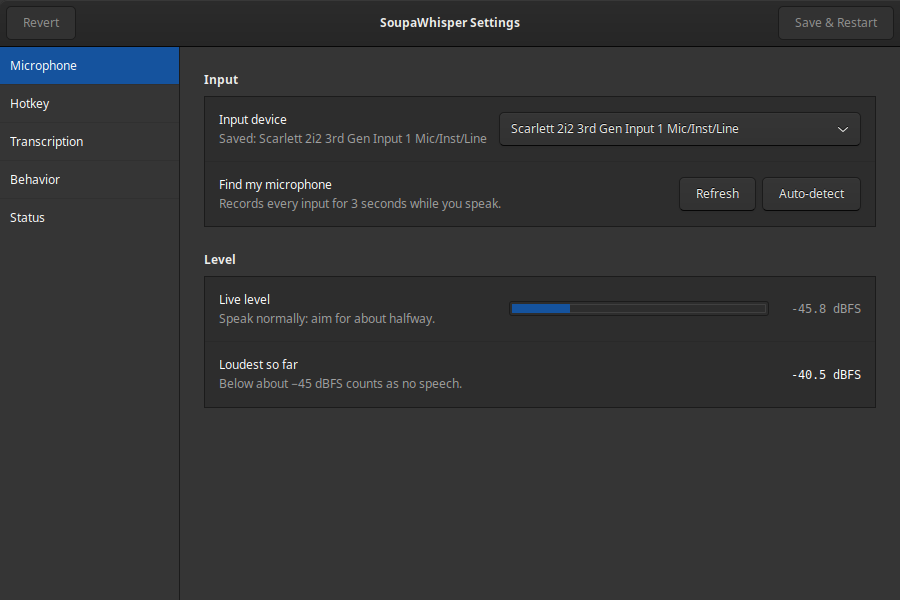 Revert
SoupaWhisper Settings
Save & Restart
Microphone
Hotkey
Transcription
Behavior
Status
Input
Input device
Saved: Scarlett 2i2 3rd Gen Input 1 Mic/Inst/Line
Scarlett 2i2 3rd Gen Input 1 Mic/Inst/Line
Find my microphone
Records every input for 3 seconds while you speak.
Refresh
Auto-detect
Level
Live level
Speak normally: aim for about halfway.
-45.8 dBFS
Loudest so far
Below about −45 dBFS counts as no speech.
-40.5 dBFS